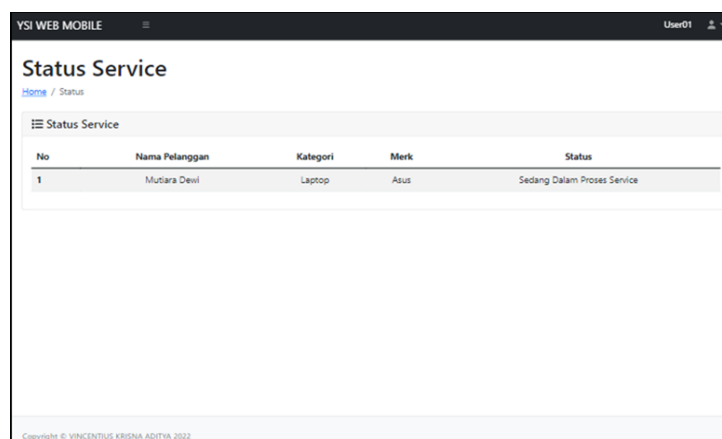 YSI WEB MOBILE User01
Status Service
Home / Status
Status Service
No Nama Pelanggan Kategori Merk Status
1 Mutiara Dewi Laptop Asus Sedang Dalam Proses Service
Copyright © VINCENTIUS KRISNA ADITYA 2022